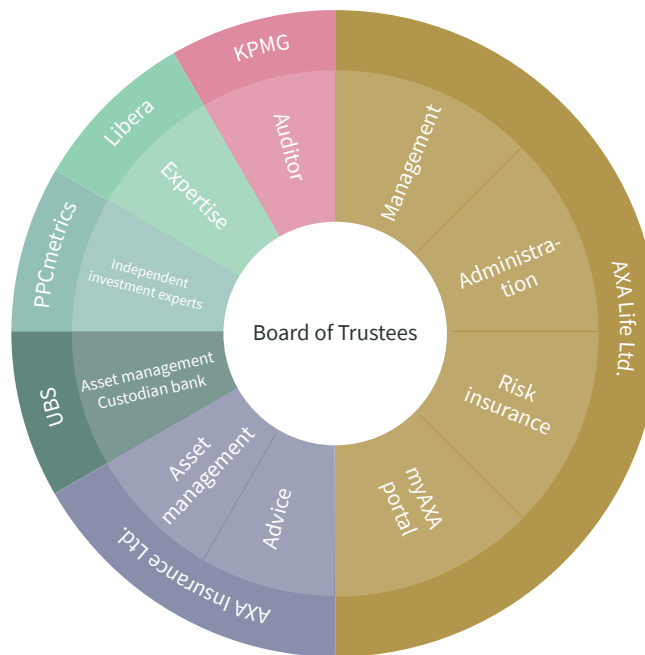 KPMG
Auditor
Management
Administra-
tion
AXA Life Ltd.
Risk
insurance
myAXA
portal
Advice
Asset
management
AXA Insurance Ltd.
Asset management
Custodian bank
UBS
Independent
investment experts
PPCmetrics
Expertise
Libera
Board of Trustees